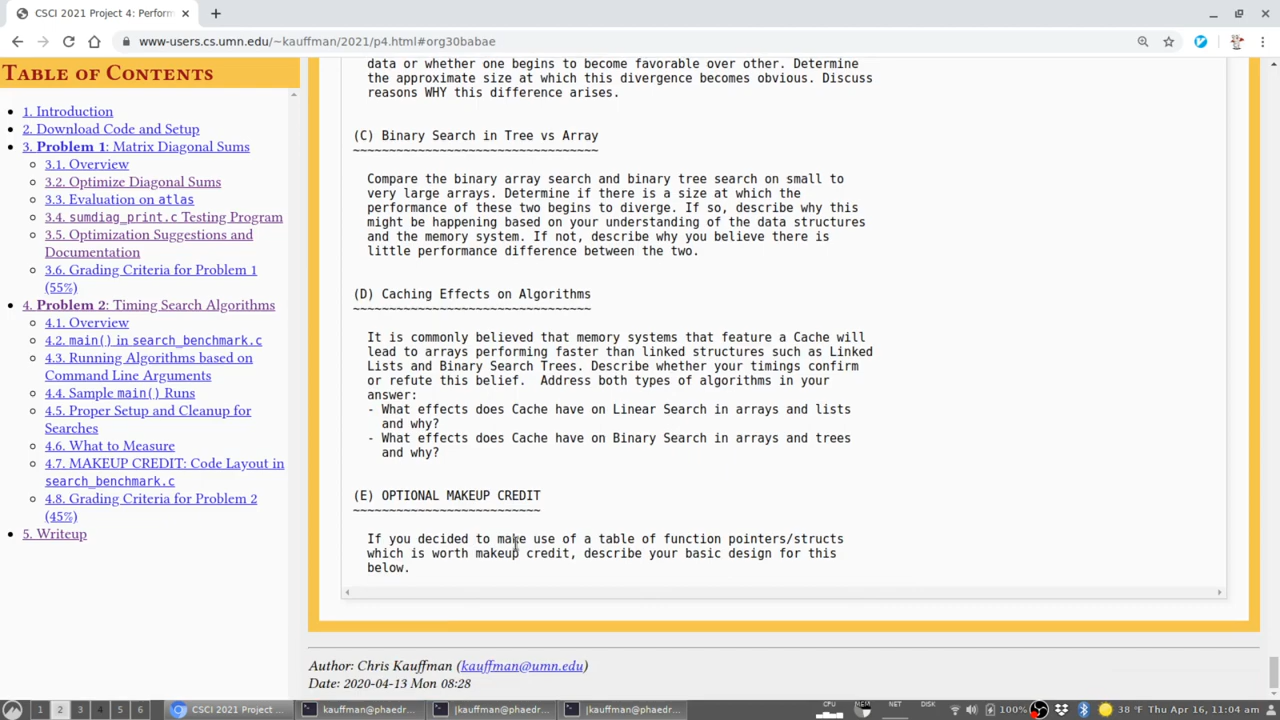 CSCI 2021 Project 4: Perform
www-users.cs.umn.edu/~kauffman/2021/p4.html#org30babae
Table of Contents
1. Introduction
2. Download Code and Setup
3. Problem 1: Matrix Diagonal Sums
3.1. Overview
3.2. Optimize Diagonal Sums
3.3. Evaluation on atlas
3.4. sumdiag_print.c Testing Program
3.5. Optimization Suggestions and
Documentation
3.6. Grading Criteria for Problem 1
(55%)
4. Problem 2: Timing Search Algorithms
4.1. Overview
4.2. main() in search_benchmark.c
4.3. Running Algorithms based on
Command Line Arguments
4.4. Sample main() Runs
4.5. Proper Setup and Cleanup for
Searches
4.6. What to Measure
4.7. MAKEUP CREDIT: Code Layout in
search_benchmark.c
4.8. Grading Criteria for Problem 2
(45%)
5. Writeup
data or whether one begins to become favorable over other. Determine
the approximate size at which this divergence becomes obvious. Discuss
reasons WHY this difference arises.
(C) Binary Search in Tree vs Array
~~~~~~~~~~~~~~~~~~~~~~~~~~~~~~~~~~
Compare the binary array search and binary tree search on small to
very large arrays. Determine if there is a size at which the
performance of these two begins to diverge. If so, describe why this
might be happening based on your understanding of the data structures
and the memory system. If not, describe why you believe there is
little performance difference between the two.
(D) Caching Effects on Algorithms
~~~~~~~~~~~~~~~~~~~~~~~~~~~~~~~~~
It is commonly believed that memory systems that feature a Cache will
lead to arrays performing faster than linked structures such as Linked
Lists and Binary Search Trees. Describe whether your timings confirm
or refute this belief.  Address both types of algorithms in your
answer:
- What effects does Cache have on Linear Search in arrays and lists
and why?
- What effects does Cache have on Binary Search in arrays and trees
and why?
(E) OPTIONAL MAKEUP CREDIT
~~~~~~~~~~~~~~~~~~~~~~~~~~
If you decided to make use of a table of function pointers/structs
which is worth makeup credit, describe your basic design for this
below.
Author: Chris Kauffman (kauffman@umn.edu)
Date: 2020-04-13 Mon 08:28
1 2 3 4 5 6 CSCI 2021 Project ... kauffman@phaedr... |kauffman@phaedr... |kauffman@phaedr... CPU MEM NET DISK 100% 38 °F Thu Apr 16, 11:04 am